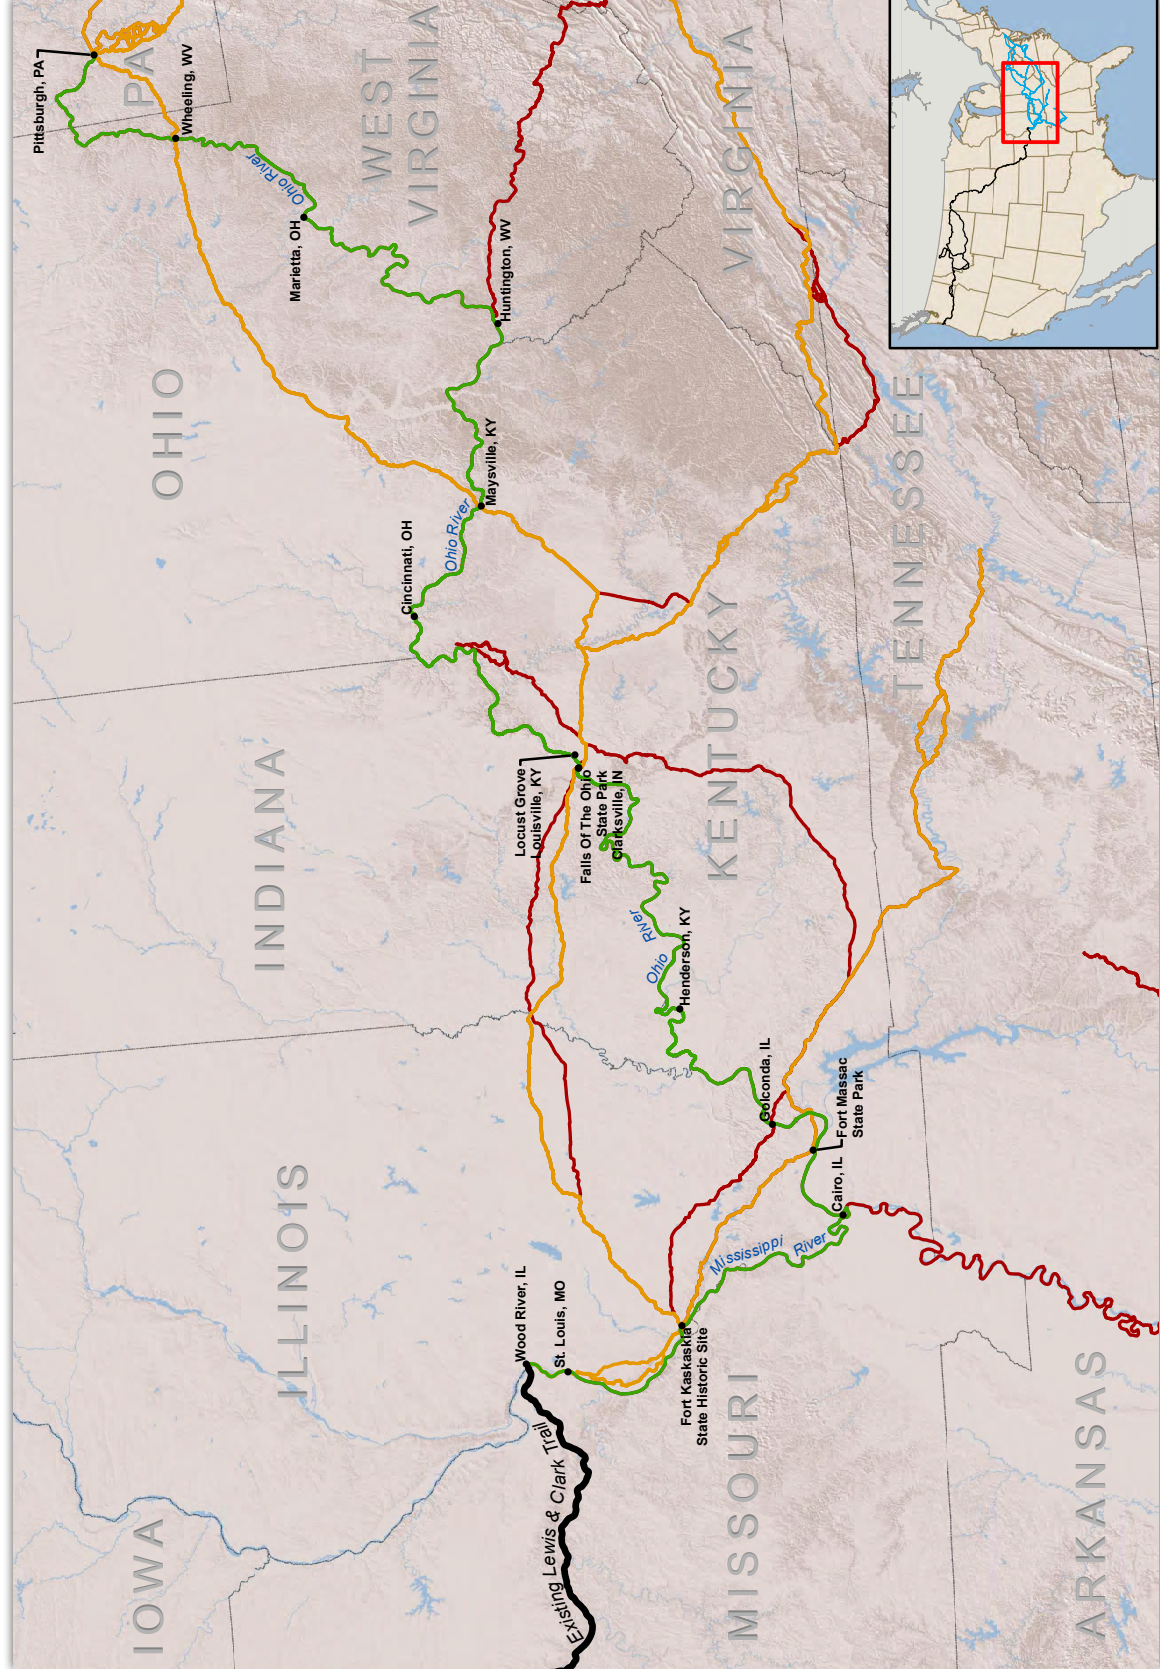 Pittsburgh, PA
PA
Wheeling, WV
WEST
VIRGINIA
VIRGINIA
Ohio River
Marietta, OH
Huntington, WV
OHIO
Maysville, KY
Ohio River
Cincinnati, OH
TENNESSEE
KENTUCKY
INDIANA
Locust Grove
Louisville, KY
Falls Of The Ohio
State Park
Clarksville, IN
Ohio River
Henderson, KY
Golconda, IL
Fort Massac
State Park
Cairo, IL
ILLINOIS
Mississippi River
Wood River, IL
St. Louis, MO
Fort Kaskaskia
State Historic Site
Existing Lewis & Clark Trail
MISSOURI
ARKANSAS
IOWA